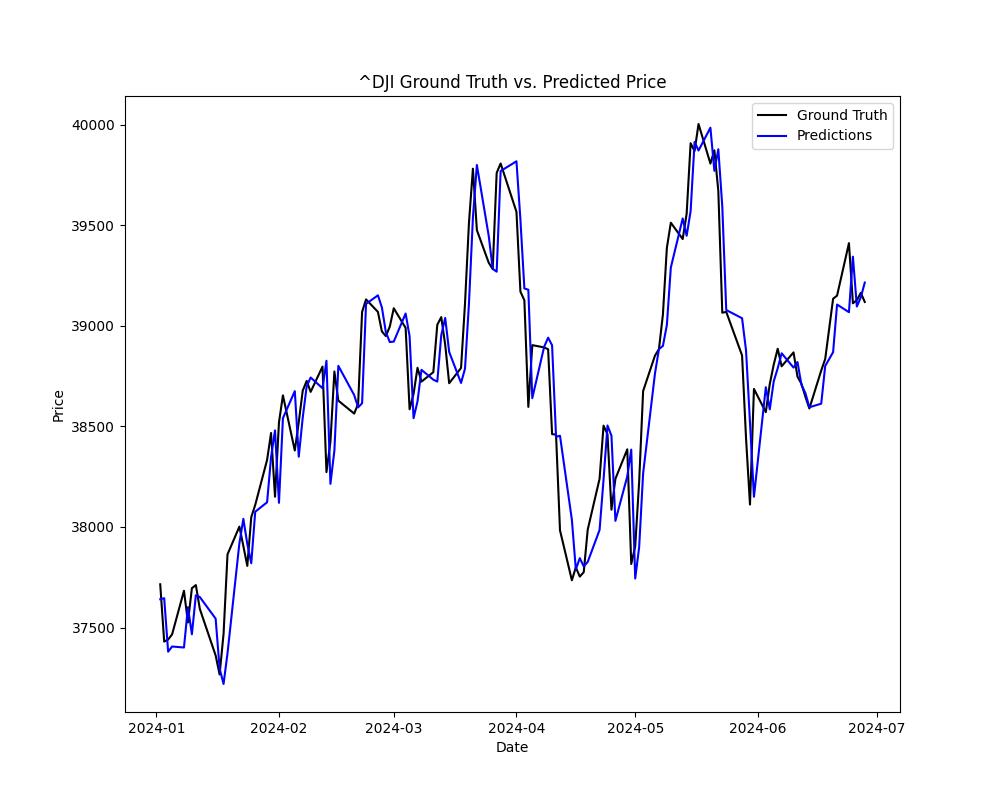 ^DJI Ground Truth vs. Predicted Price
Ground Truth
Predictions
40000
39500
39000
38500
38000
37500
Price
2024-01 2024-02 2024-03 2024-04 2024-05 2024-06 2024-07
Date